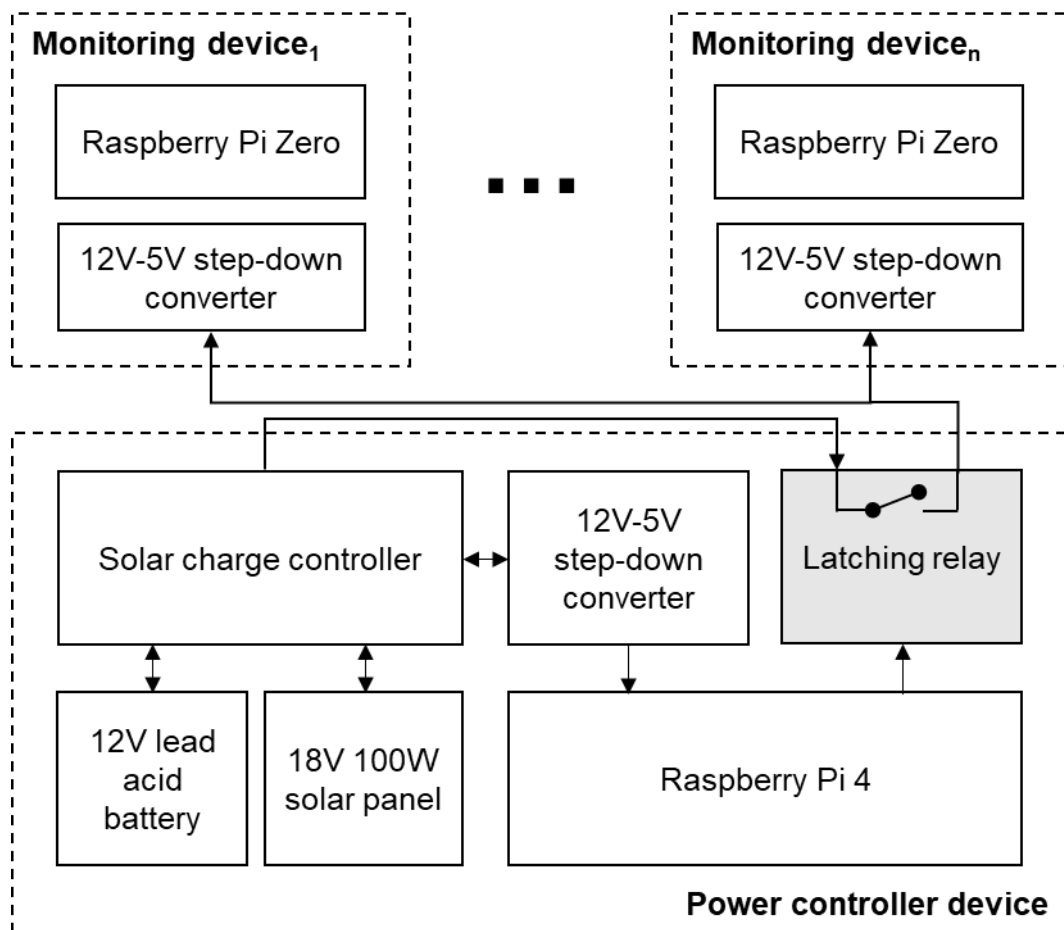 Monitoring device1
Raspberry Pi Zero
12V-5V step-down
converter
Monitoring devicen
Raspberry Pi Zero
12V-5V step-down
converter
Solar charge controller
12V-5V
step-down
converter
Latching relay
12V lead
acid
battery
18V 100W
solar panel
Raspberry Pi 4
Power controller device